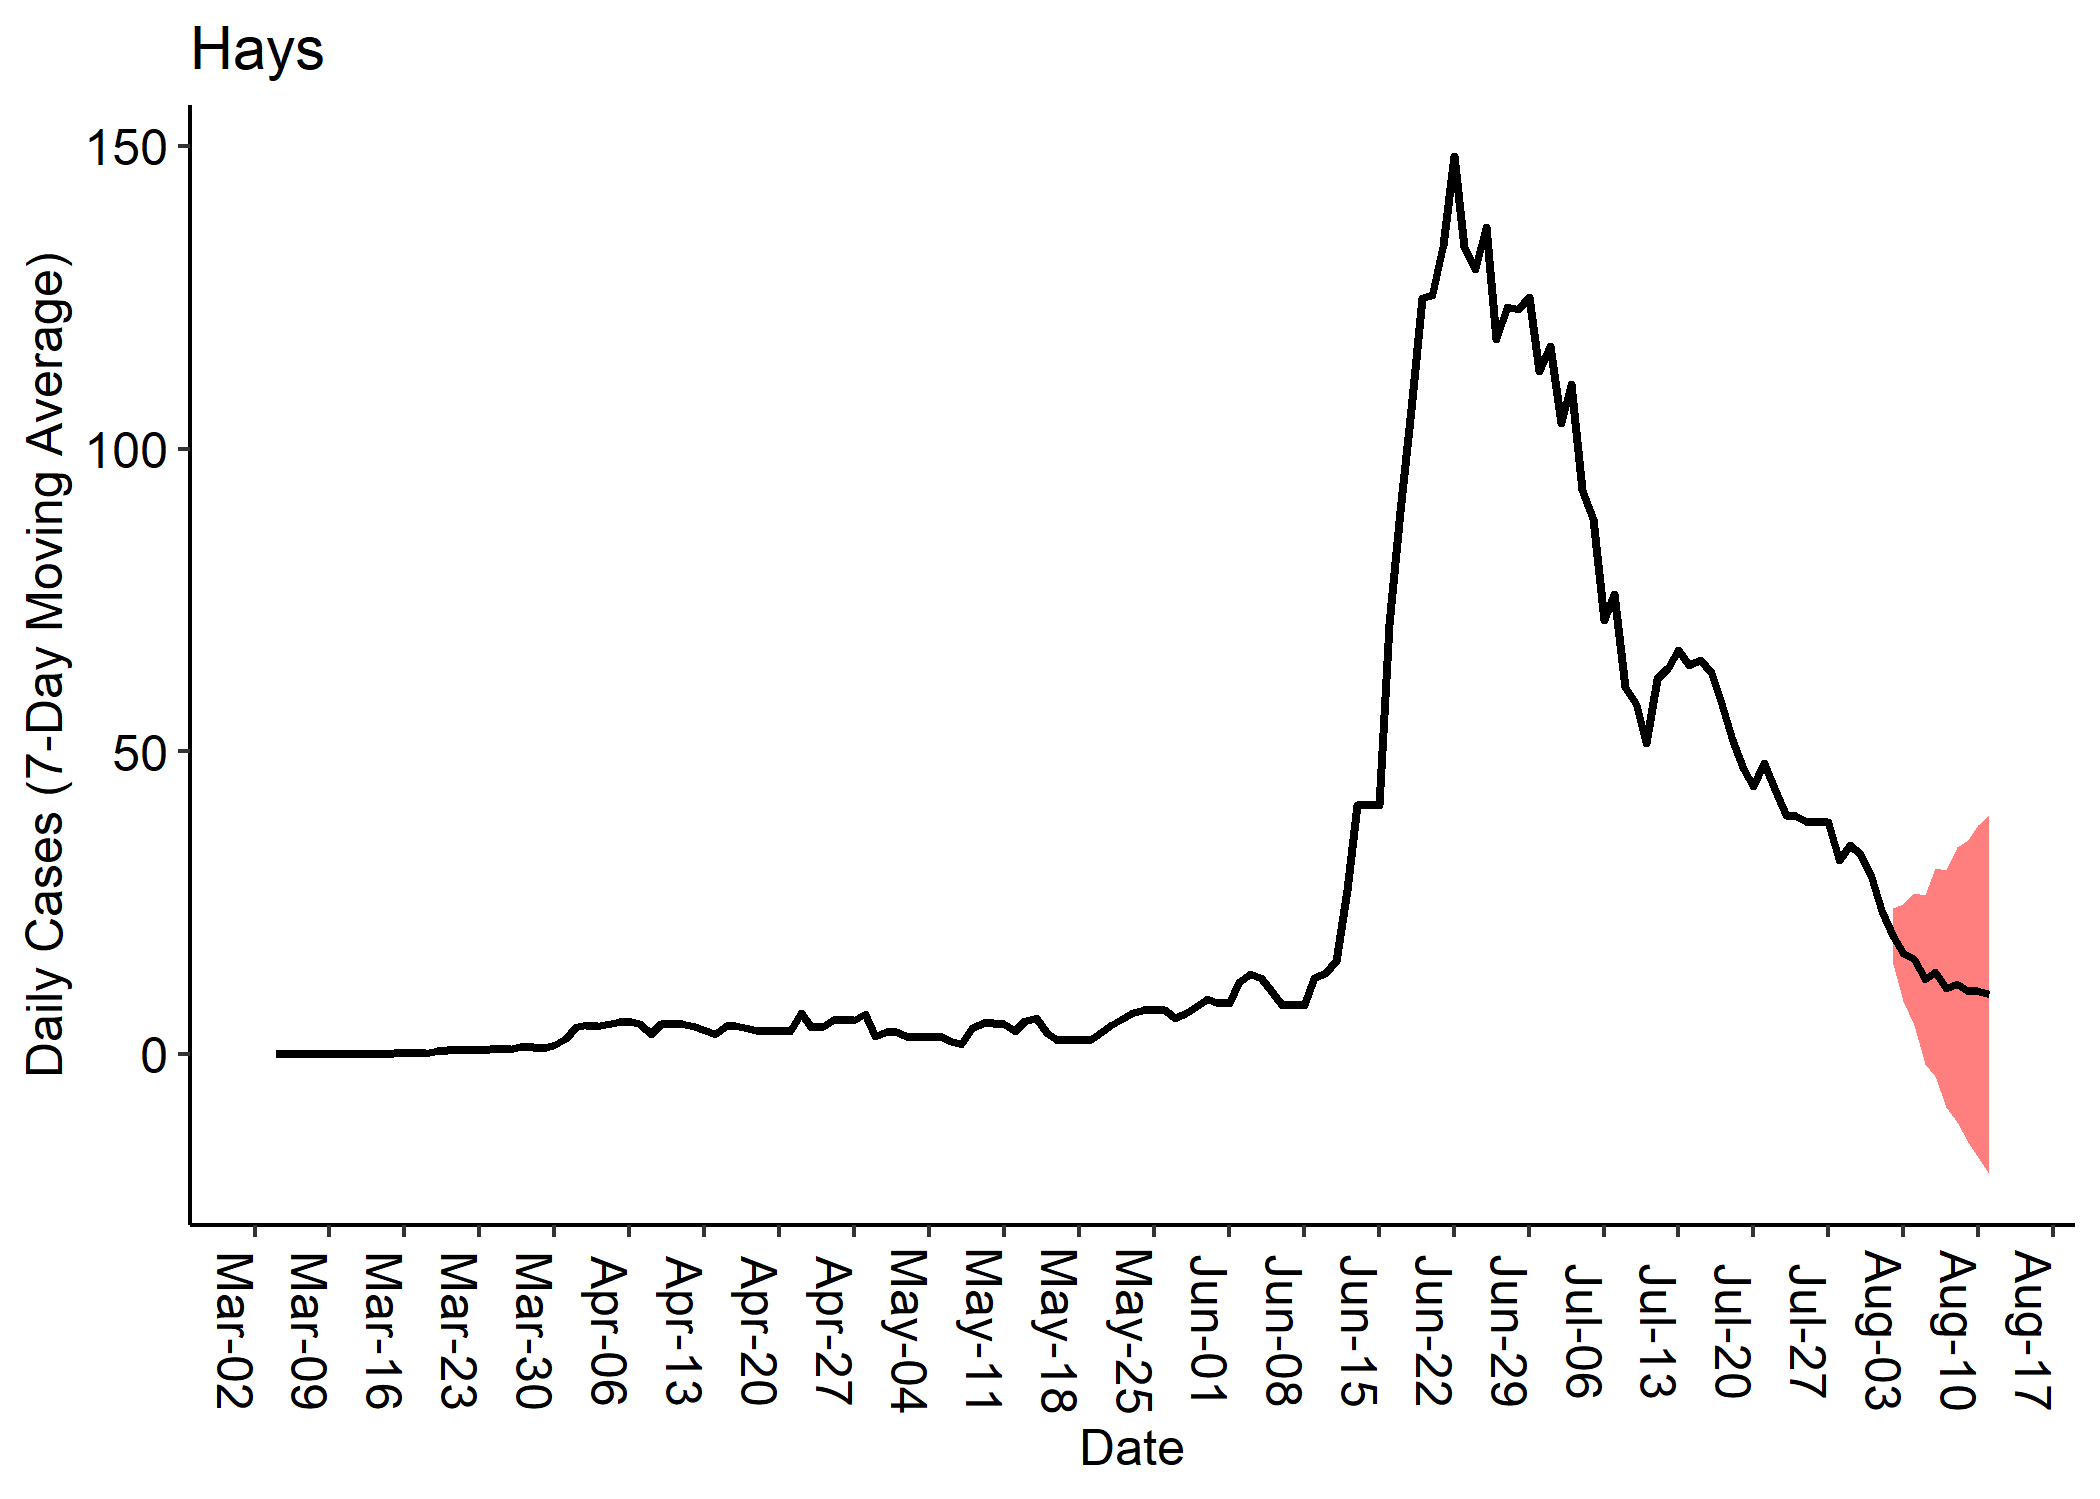 Hays
Daily Cases (7-Day Moving Average)
150
100
50
0
Mar-02
Mar-09
Mar-16
Mar-23
Mar-30
Apr-06
Apr-13
Apr-20
Apr-27
May-04
May-11
May-18
May-25
Jun-01
Jun-08
Jun-15
Jun-22
Jun-29
Jul-06
Jul-13
Jul-20
Jul-27
Aug-03
Aug-10
Aug-17
Date